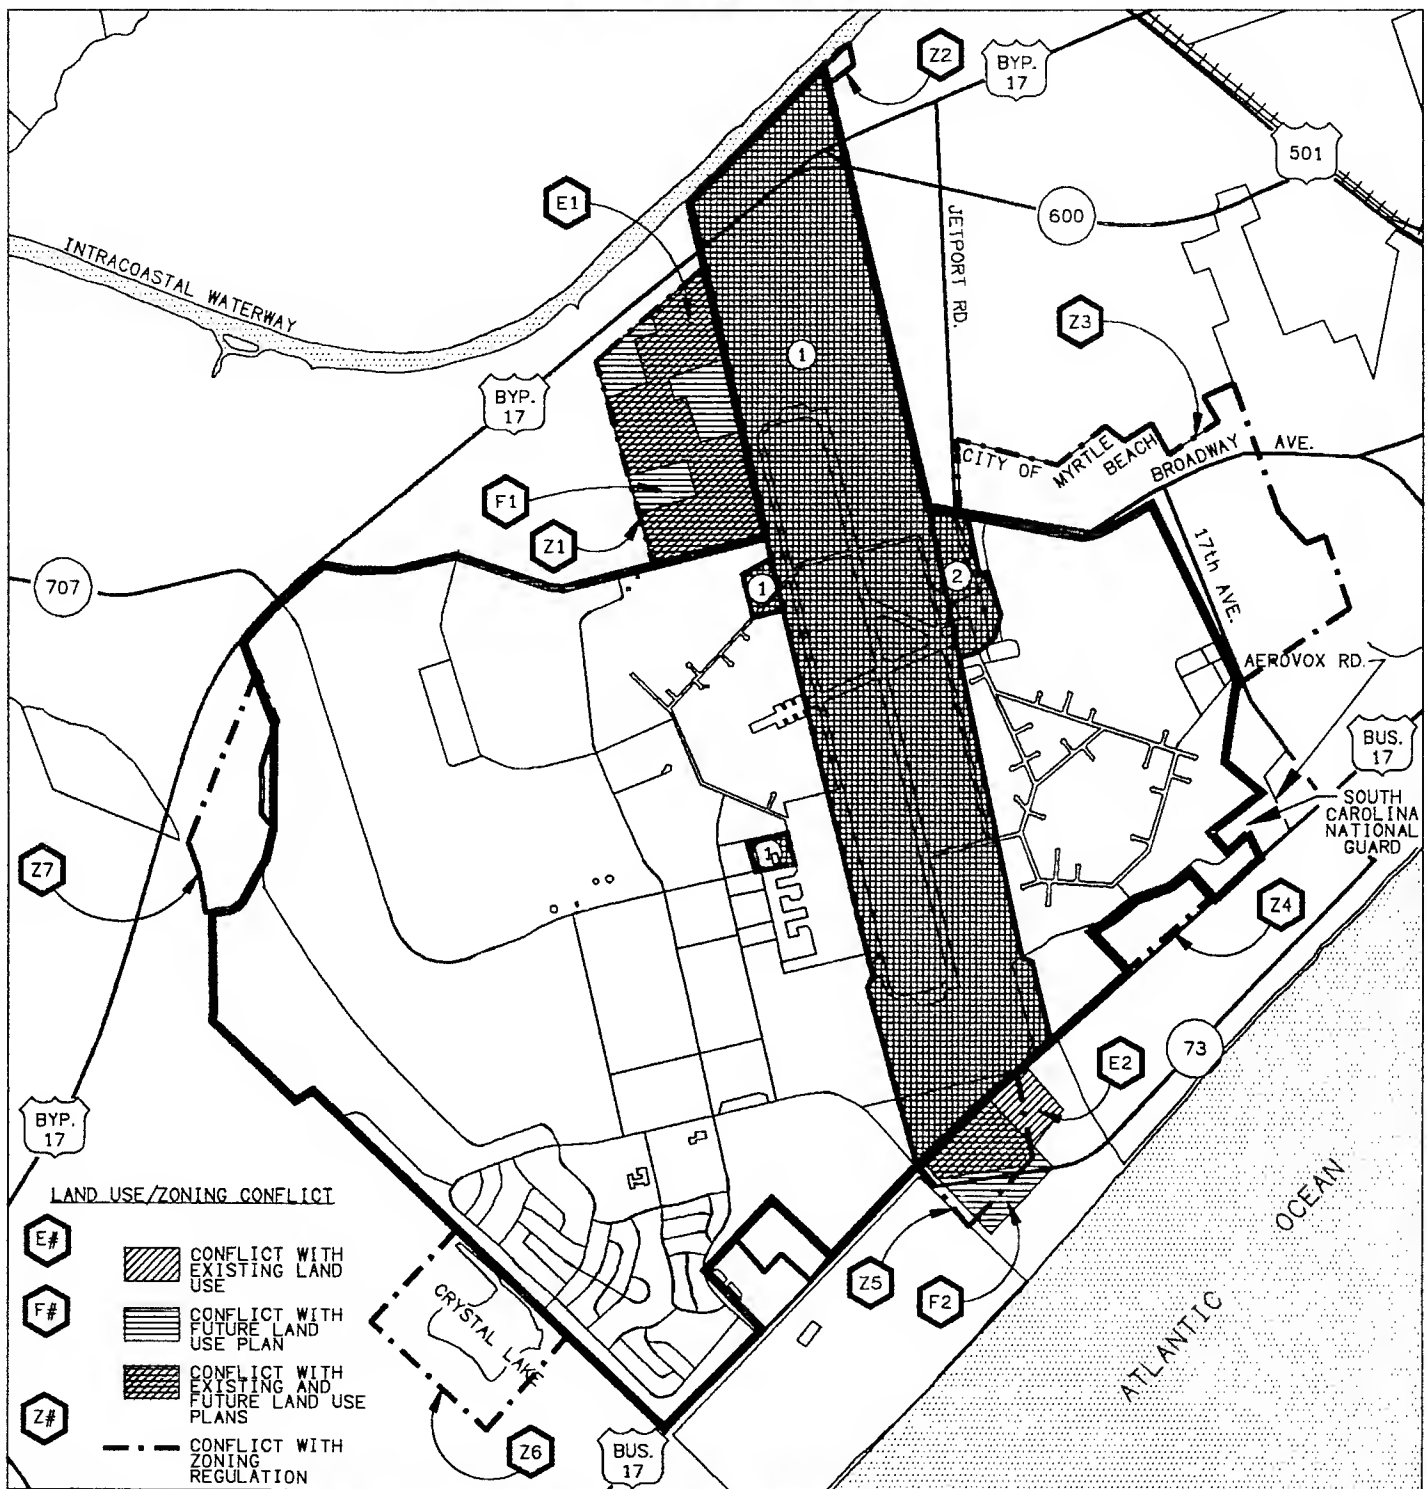 Z2
BYP.
17
501
E1
600
INTRACOASTAL WATERWAY
JETPORT RD.
Z3
1
BYP.
17
CITY OF MYRTLE BEACH
BROADWAY AVE.
F1
Z1
17th AVE.
707
1
2
AEROVOX RD.
BUS.
17
SOUTH
CAROLINA
NATIONAL
GUARD
Z7
1
Z4
73
E2
BYP.
17
ATLANTIC OCEAN
Z5
F2
CRYSTAL LAKE
Z6
BUS.
17
LAND USE/ZONING CONFLICT
E#
CONFLICT WITH
EXISTING LAND
USE
F#
CONFLICT WITH
FUTURE LAND
USE PLAN
CONFLICT WITH
EXISTING AND
FUTURE LAND USE
PLANS
Z#
CONFLICT WITH
ZONING
REGULATION